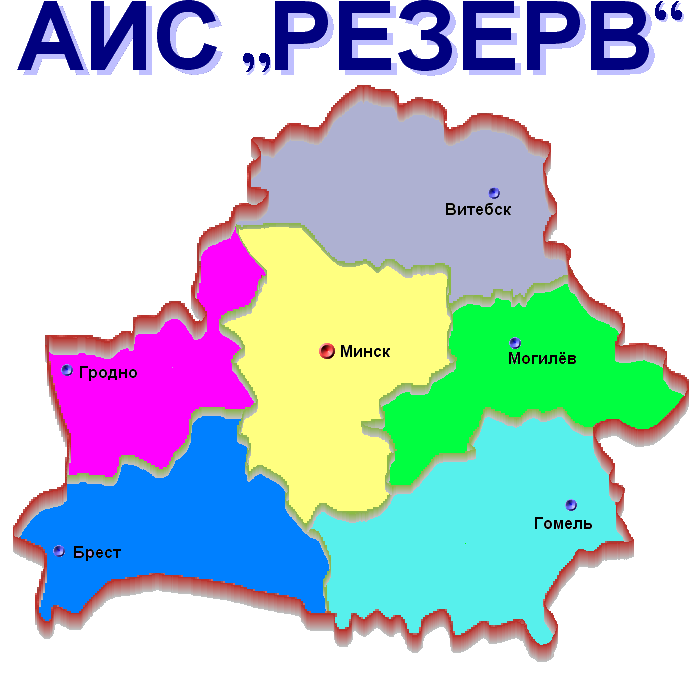 АИС „РЕЗЕРВ“
Витебск
Минск
Могилёв
Гродно
Гомель
Брест